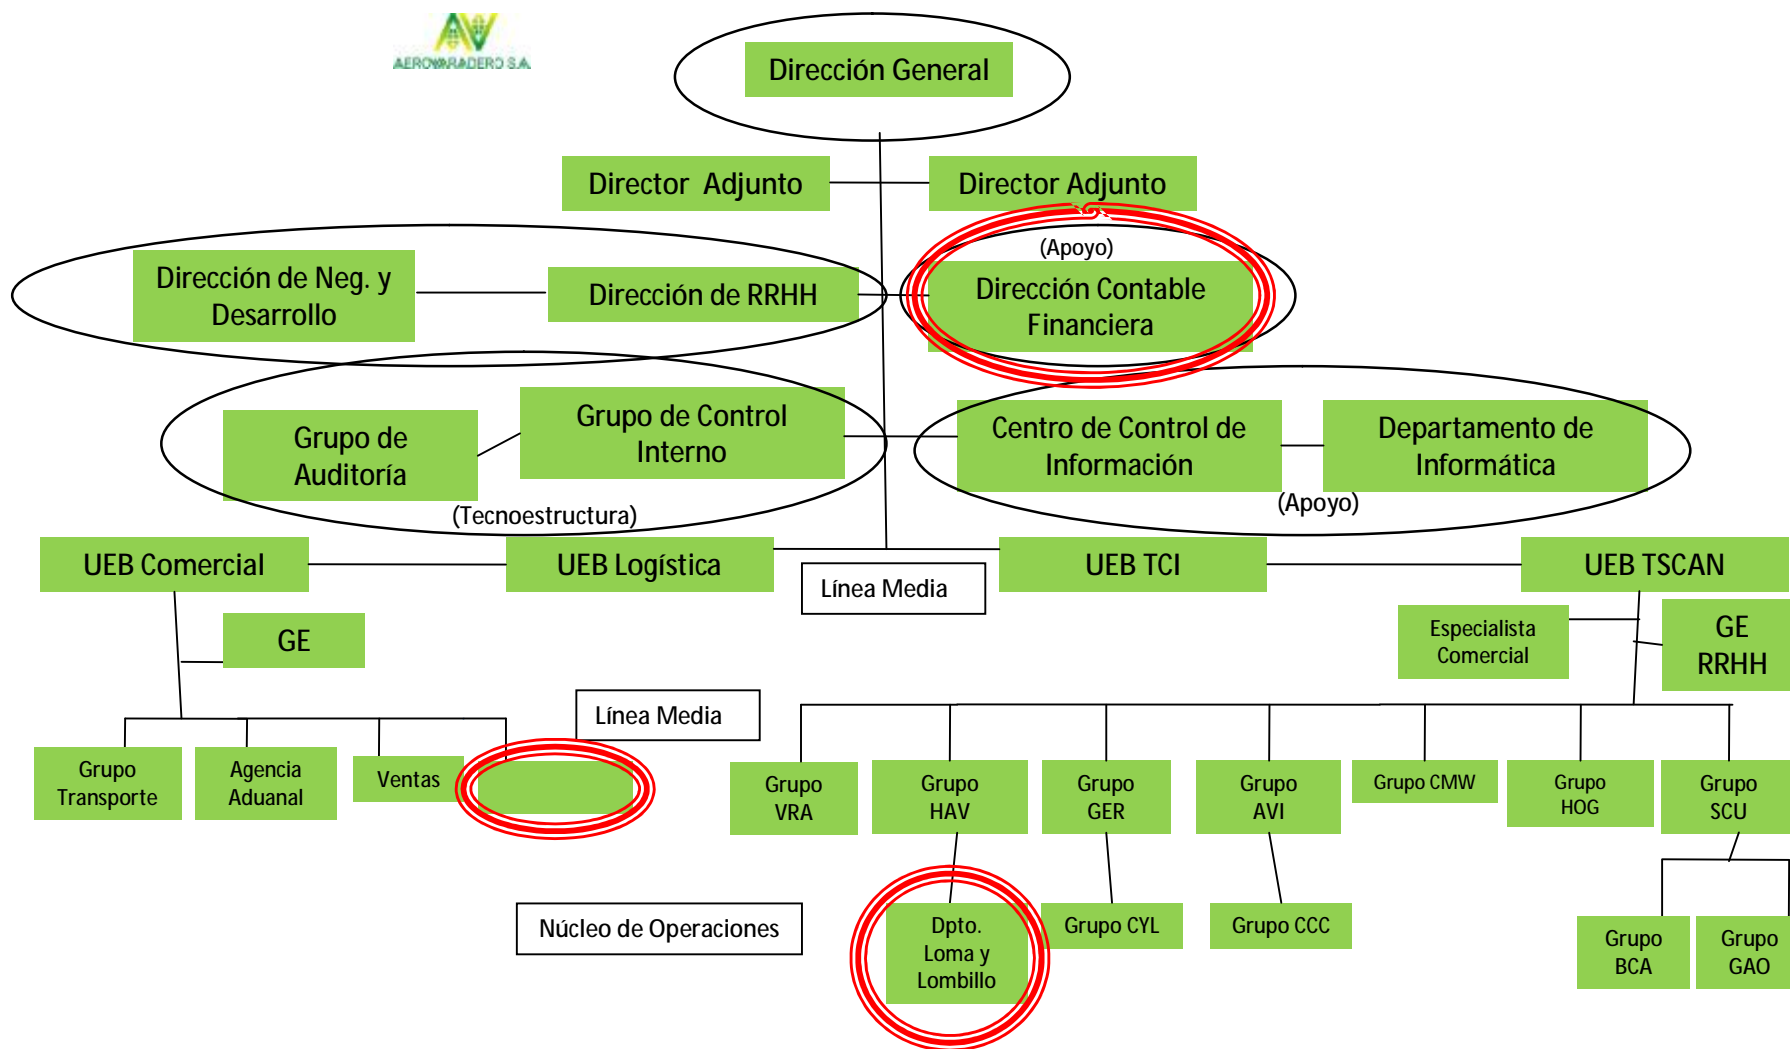 AEROVARADERO S.A.
Dirección General
Director Adjunto
Director Adjunto
(Apoyo)
Dirección de Neg. y
Desarrollo
Dirección de RRHH
Dirección Contable
Financiera
Grupo de
Auditoría
Grupo de Control
Interno
Centro de Control de
Información
Departamento de
Informática
(Tecnoestructura)
(Apoyo)
UEB Comercial
UEB Logística
UEB TCI
UEB TSCAN
Línea Media
GE
Especialista
Comercial
GE
RRHH
Línea Media
Grupo
Transporte
Agencia
Aduanal
Ventas
Grupo
VRA
Grupo
HAV
Grupo
GER
Grupo
AVI
Grupo CMW
Grupo
HOG
Grupo
SCU
Núcleo de Operaciones
Dpto.
Loma y
Lombillo
Grupo CYL
Grupo CCC
Grupo
BCA
Grupo
GAO